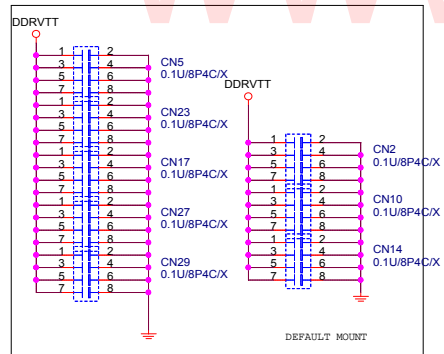 DDRVTT
1 2
3 4
5 6
7 8
CN5
0.1U/8P4C/X
1 2
3 4
5 6
7 8
CN23
0.1U/8P4C/X
1 2
3 4
5 6
7 8
CN17
0.1U/8P4C/X
1 2
3 4
5 6
7 8
CN27
0.1U/8P4C/X
1 2
3 4
5 6
7 8
CN29
0.1U/8P4C/X
DDRVTT
1 2
3 4
5 6
7 8
CN2
0.1U/8P4C/X
1 2
3 4
5 6
7 8
CN10
0.1U/8P4C/X
1 2
3 4
5 6
7 8
CN14
0.1U/8P4C/X
DEFAULT MOUNT